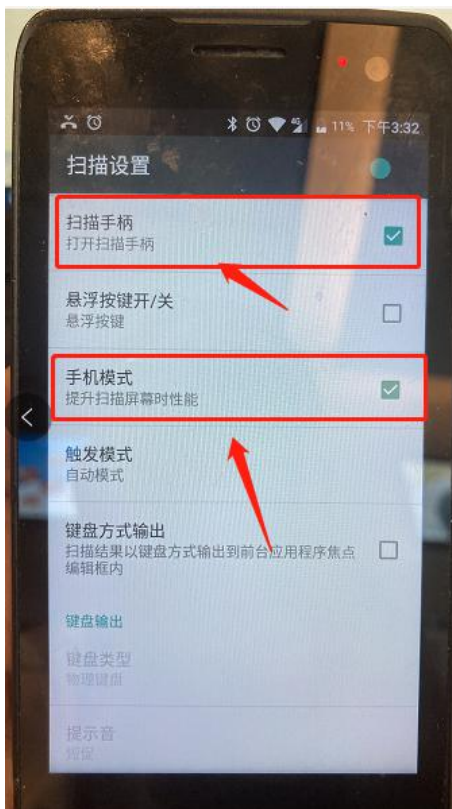 4G 11% 下午3:32
扫描设置
扫描手柄
打开扫描手柄
悬浮按键开/关
悬浮按键
手机模式
提升扫描屏幕时性能
触发模式
自动模式
键盘方式输出
扫描结果以键盘方式输出到前台应用程序焦点
编辑框内
键盘输出
键盘类型
物理键盘
提示音
短促